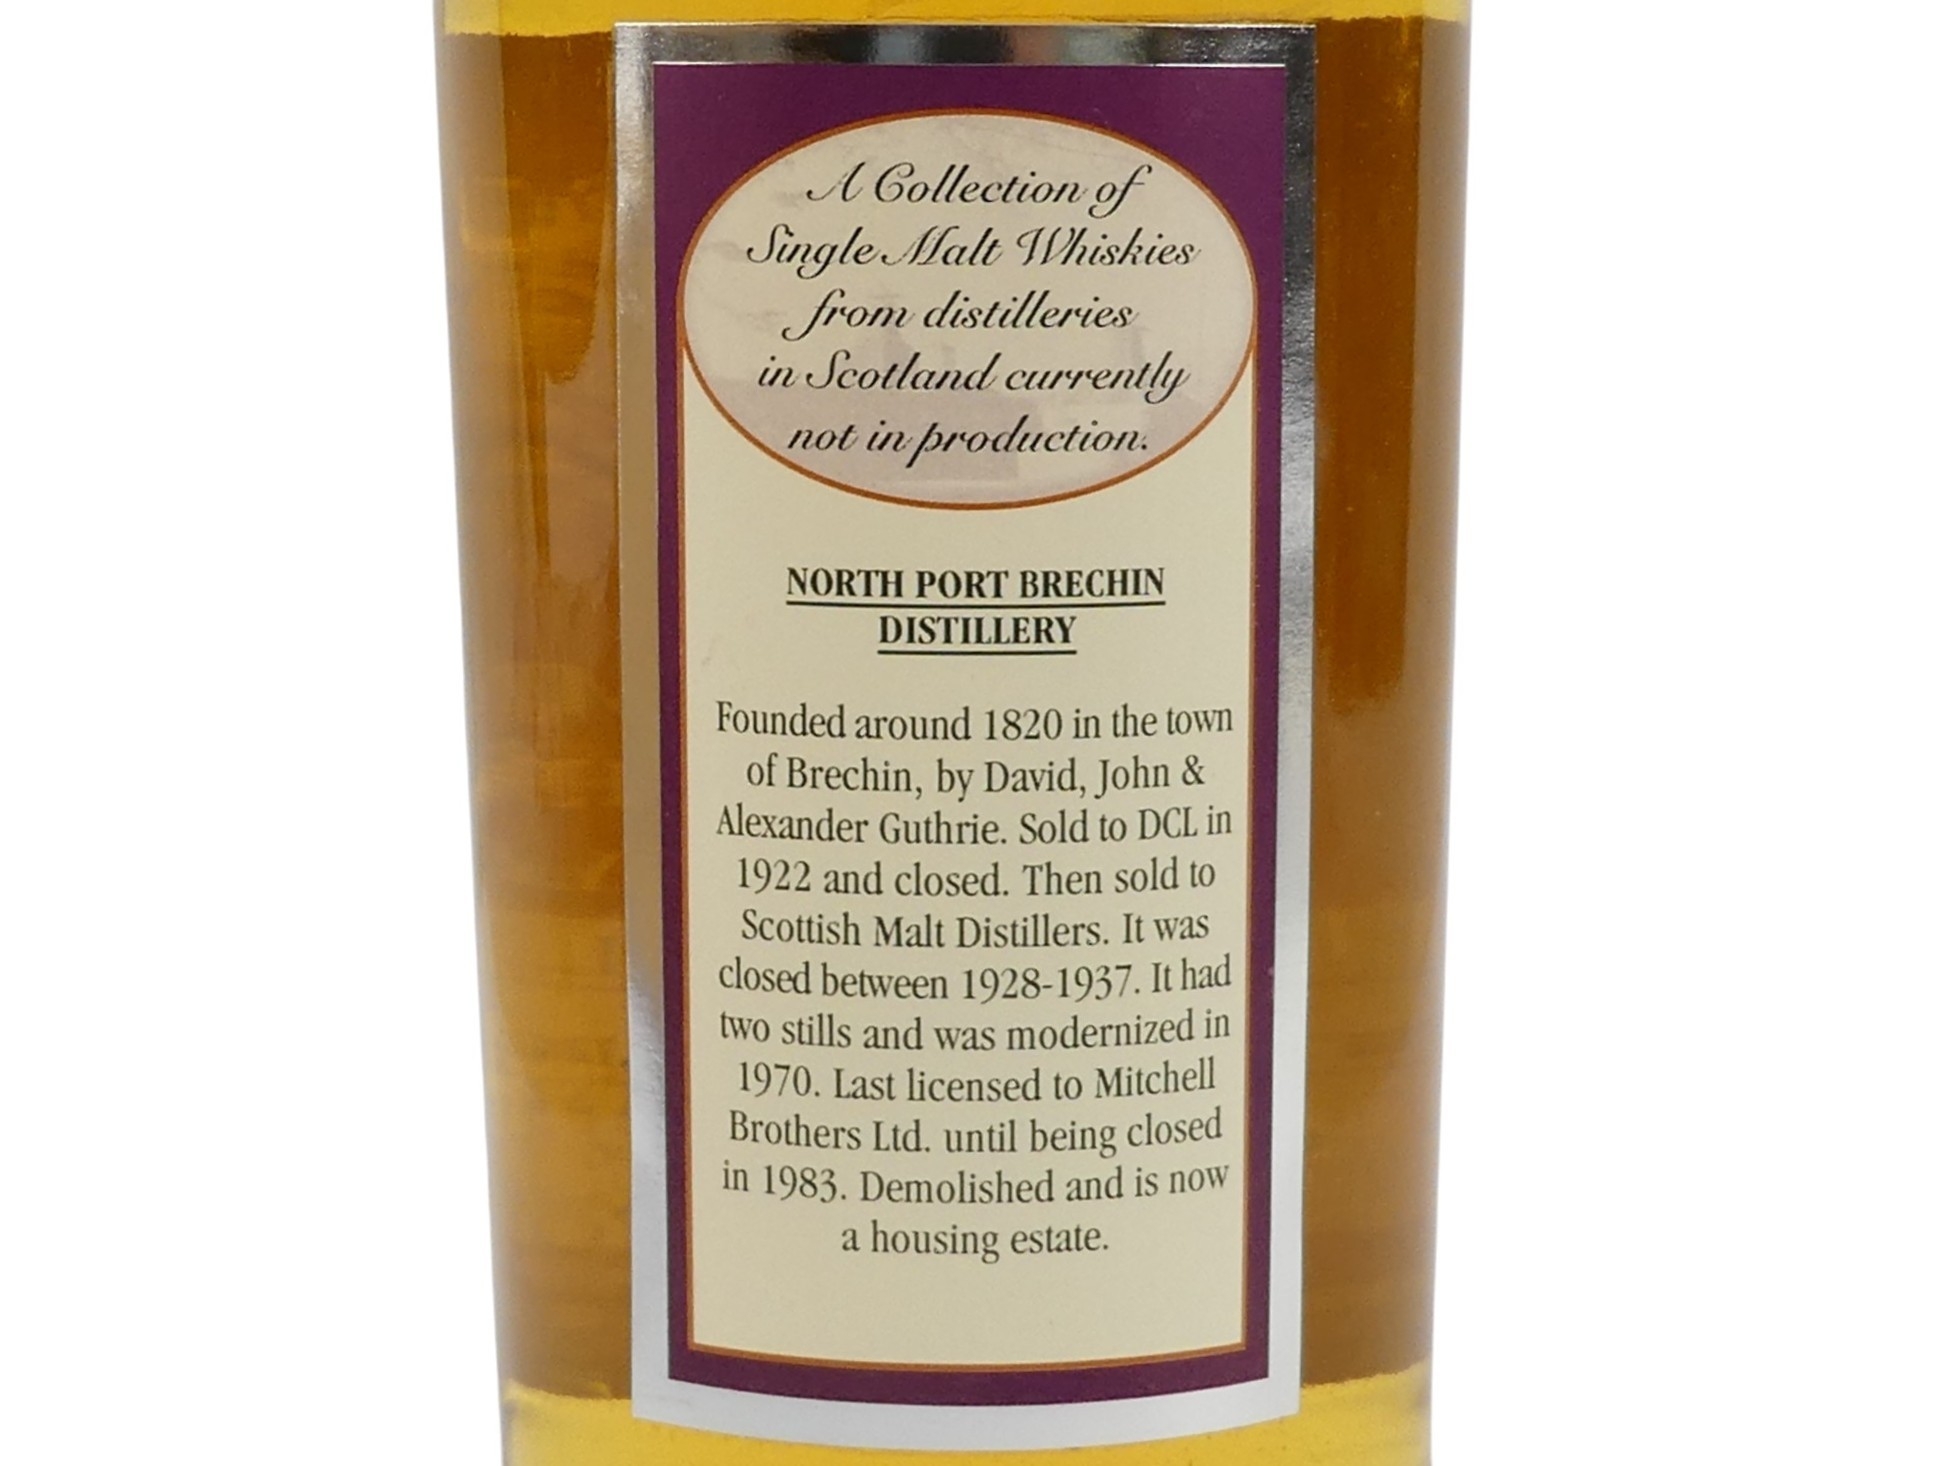 A Collection of
Single Malt Whiskies
from distilleries
in Scotland currently
not in production.
NORTH PORT BRECHIN
DISTILLERY
Founded around 1820 in the town
of Brechin, by David, John &
Alexander Guthrie. Sold to DCL in
1922 and closed. Then sold to
Scottish Malt Distillers. It was
closed between 1928-1937. It had
two stills and was modernized in
1970. Last licensed to Mitchell
Brothers Ltd. until being closed
in 1983. Demolished and is now
a housing estate.